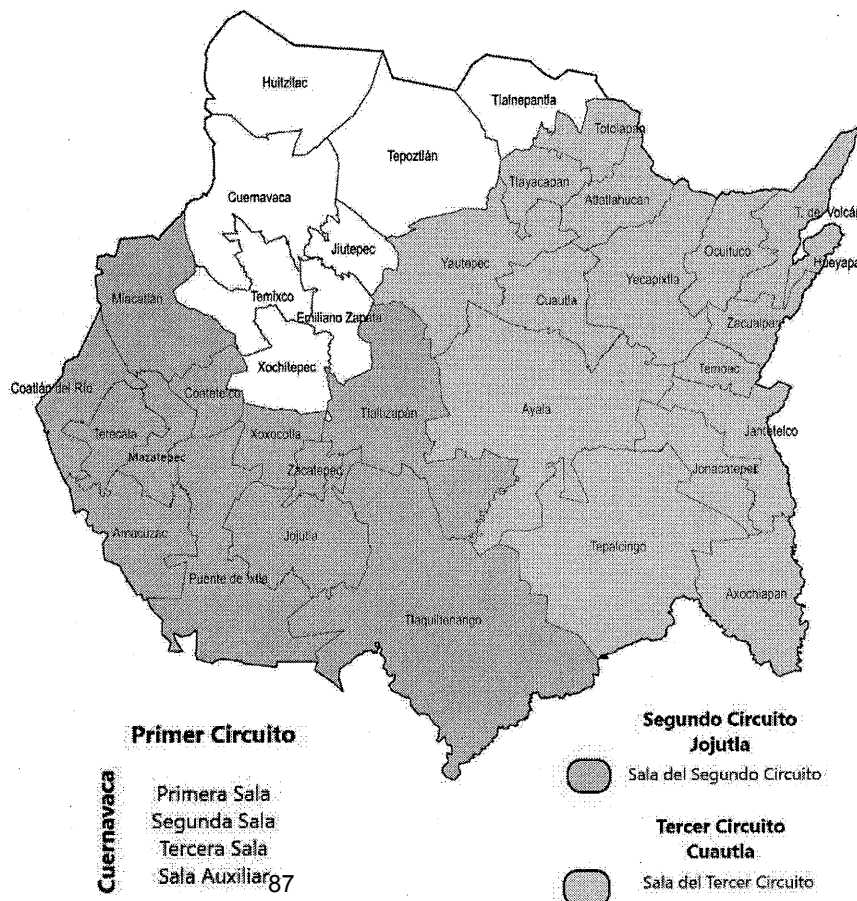 Huitzilac
Tlalnepantla
Tepoztlán
Totolapan
Tlayacapan
Atlatlahucan
Cuernavaca
T. de Volcá
Jiutepec
Ocuituco
Hueyapa
Yautepec
Yecapixtla
Miacatlán
Temixco
Cuautla
Emiliano Zapata
Zacualpan
Xochitepec
Temoac
Coatlán del Río
Coatetelco
Tlaltizapán
Ayala
Jantetelco
Tetecala
Xoxocotla
Mazatepec
Zacatepec
Jonacatepec
Amacuzac
Jojutla
Tepalcingo
Puente de Ixtla
Axochiapan
Tlaquiltenango
Primer Circuito
Cuernavaca
Primera Sala
Segunda Sala
Tercera Sala
Sala Auxiliar
87
Segundo Circuito
Jojutla
Sala del Segundo Circuito
Tercer Circuito
Cuautla
Sala del Tercer Circuito